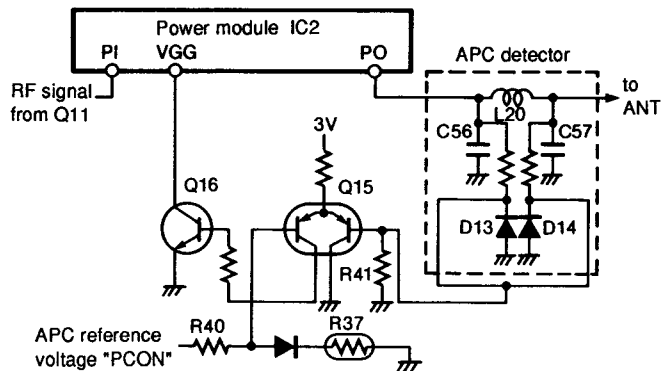 Power module IC2
PI VGG PO
APC detector
RF signal
from Q11
to
ANT
L20
C56 C57
3V
Q16 Q15
D13 D14
R41
R40 R37
APC reference
voltage "PCON"